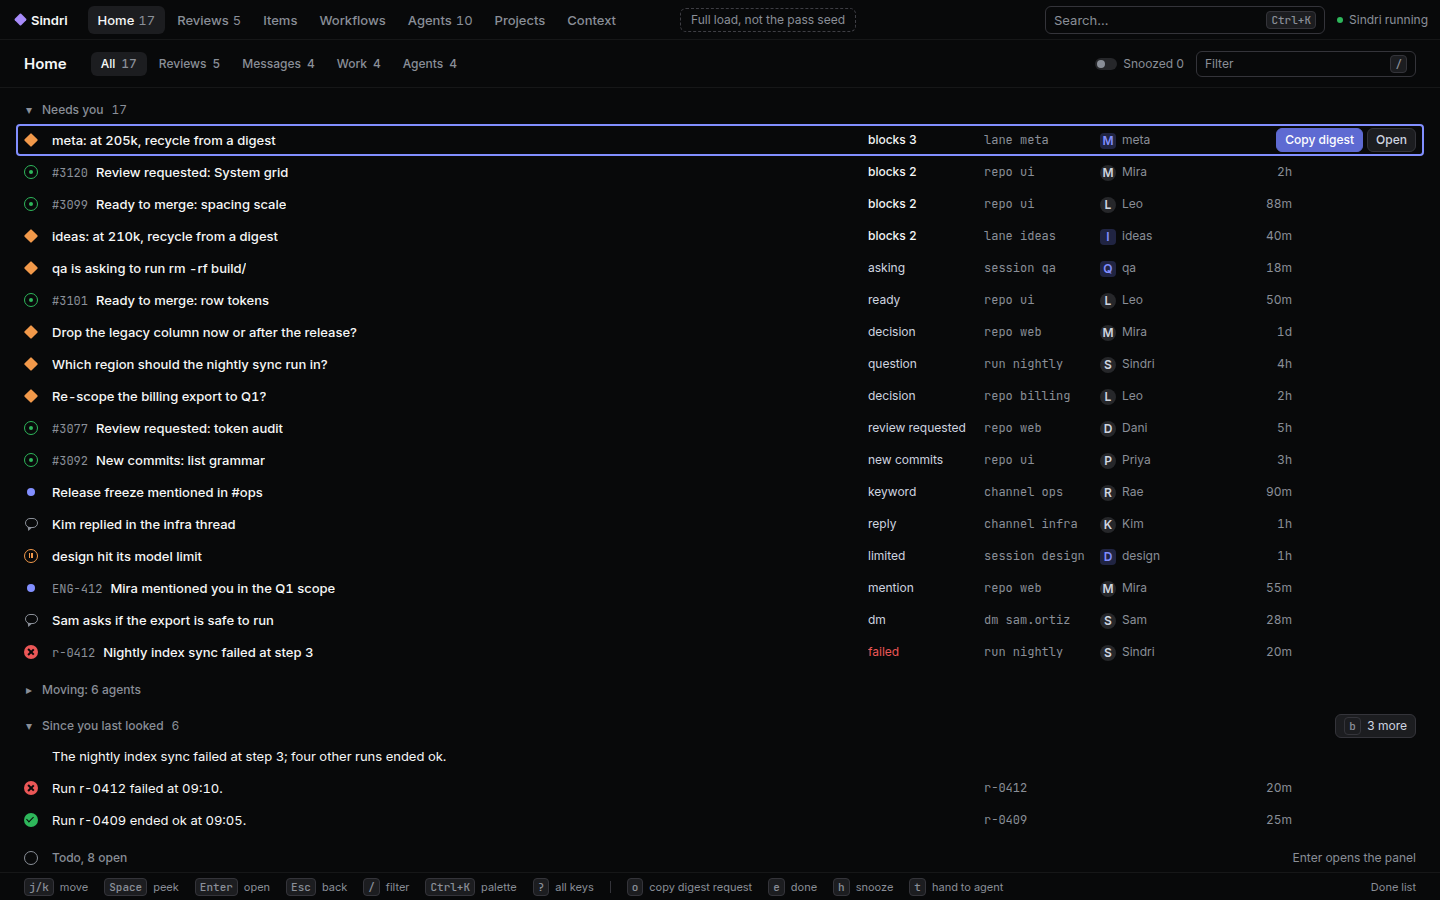 Sindri Home 17 Reviews 5 Items Workflows Agents 10 Projects Context Full load, not the pass seed Search... Ctrl+K Sindri running
Home All 17 Reviews 5 Messages 4 Work 4 Agents 4 Snoozed 0 Filter /
Needs you 17
meta: at 205k, recycle from a digest blocks 3 lane meta M meta Copy digest Open
#3120 Review requested: System grid blocks 2 repo ui M Mira 2h
#3099 Ready to merge: spacing scale blocks 2 repo ui L Leo 88m
ideas: at 210k, recycle from a digest blocks 2 lane ideas I ideas 40m
qa is asking to run rm -rf build/ asking session qa Q qa 18m
#3101 Ready to merge: row tokens ready repo ui L Leo 50m
Drop the legacy column now or after the release? decision repo web M Mira 1d
Which region should the nightly sync run in? question run nightly S Sindri 4h
Re-scope the billing export to Q1? decision repo billing L Leo 2h
#3077 Review requested: token audit review requested repo web D Dani 5h
#3092 New commits: list grammar new commits repo ui P Priya 3h
Release freeze mentioned in #ops keyword channel ops R Rae 90m
Kim replied in the infra thread reply channel infra K Kim 1h
design hit its model limit limited session design D design 1h
ENG-412 Mira mentioned you in the Q1 scope mention repo web M Mira 55m
Sam asks if the export is safe to run dm dm sam.ortiz S Sam 28m
r-0412 Nightly index sync failed at step 3 failed run nightly S Sindri 20m
Moving: 6 agents
Since you last looked 6 b 3 more
The nightly index sync failed at step 3; four other runs ended ok.
Run r-0412 failed at 09:10. r-0412 20m
Run r-0409 ended ok at 09:05. r-0409 25m
Todo, 8 open Enter opens the panel
j/k move Space peek Enter open Esc back / filter Ctrl+K palette ? all keys o copy digest request e done h snooze t hand to agent Done list